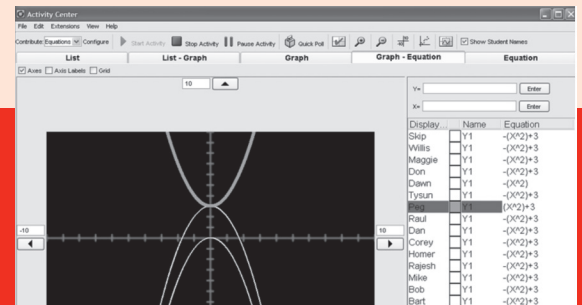 Activity Center
File Edit Extensions View Help
Contribute Equations Configure Start Activity Stop Activity Pause Activity Quick Poll Show Student Names
List List - Graph Graph Graph - Equation Equation
Axes Axis Labels Grid
10
Y= Enter
X= Enter
Display... Name Equation
Skip Y1 -(X^2)+3
Willis Y1 -(X^2)+3
Maggie Y1 -(X^2)+3
Don Y1 -(X^2)+3
Dawn Y1 -(X^2)
Tysun Y1 -(X^2)+3
Peg Y1 (X^2)+3
Raul Y1 -(X^2)+3
-10 10
Dan Y1 -(X^2)+3
Corey Y1 -(X^2)+3
Homer Y1 -(X^2)+3
Rajesh Y1 -(X^2)+3
Mike Y1 -(X^2)+3
Bob Y1 -(X^2)+3
Bart Y1 -(X^2)+3